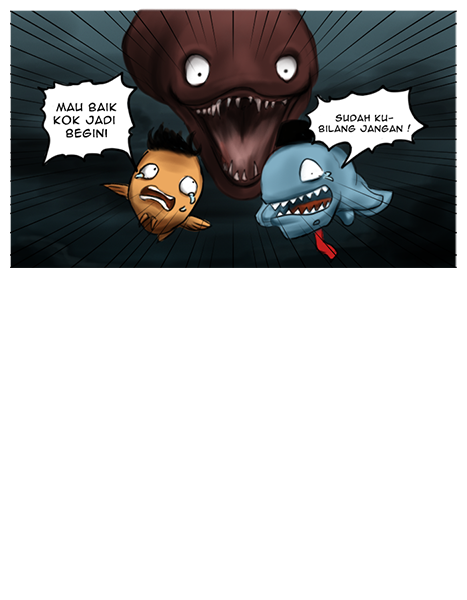 MAU BAIK
KOK JADI
BEGINI
SUDAH KU-
BILANG JANGAN !